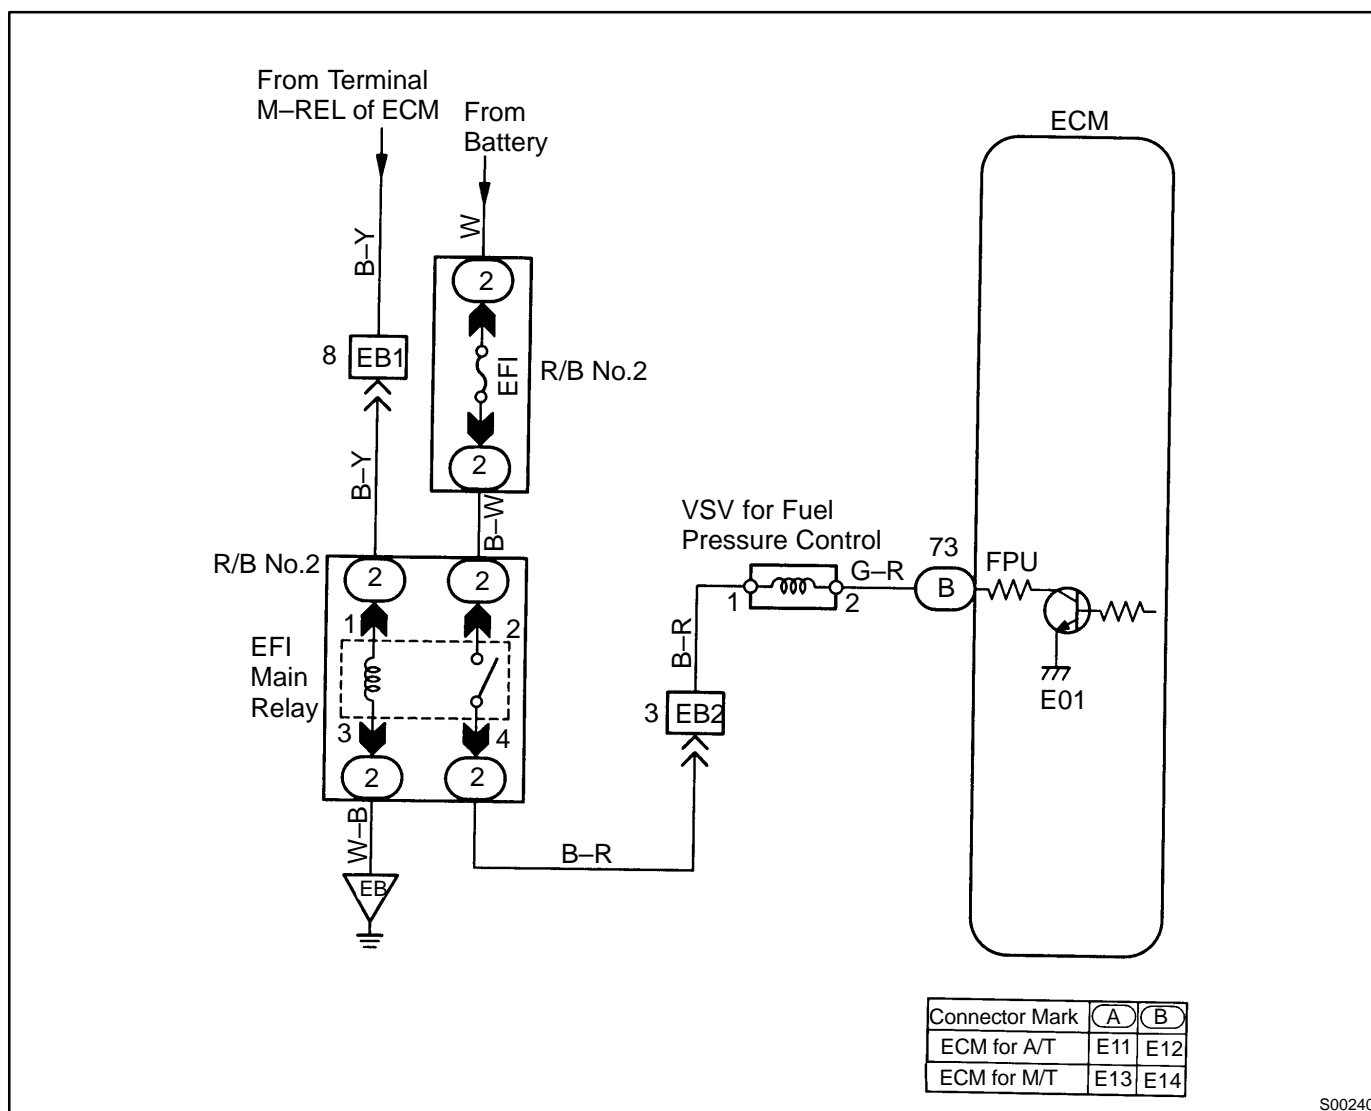 From Terminal
M–REL of ECM
From
Battery
ECM
W
B–Y
2
8
EB1
EFI
R/B No.2
B–Y
2
B–W
VSV for Fuel
Pressure Control
R/B No.2
2
2
1
2
G–R
73
B
FPU
1
2
EFI
Main
Relay
B–R
E01
3
EB2
3
4
2
2
W–B
B–R
EB
Connector Mark
A
B
ECM for A/T
E11
E12
ECM for M/T
E13
E14
S00240